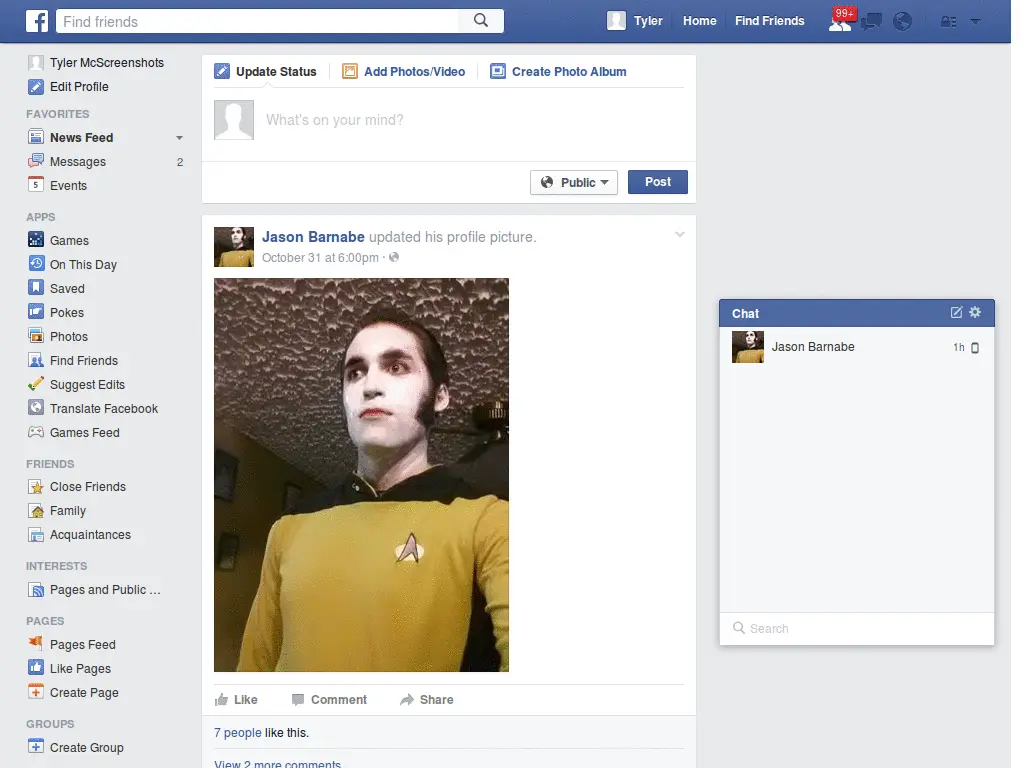 Find friends
Tyler
Home
Find Friends
99+
Tyler McScreenshots
Edit Profile
FAVORITES
News Feed
Messages 2
5 Events
APPS
Games
On This Day
Saved
Pokes
Photos
Find Friends
Suggest Edits
Translate Facebook
Games Feed
FRIENDS
Close Friends
Family
Acquaintances
INTERESTS
Pages and Public ...
PAGES
Pages Feed
Like Pages
Create Page
GROUPS
Create Group
Update Status
Add Photos/Video
Create Photo Album
What's on your mind?
Public
Post
Jason Barnabe updated his profile picture.
October 31 at 6:00pm ·
Like
Comment
Share
7 people like this.
View 2 more comments
Chat
Jason Barnabe 1h
Search